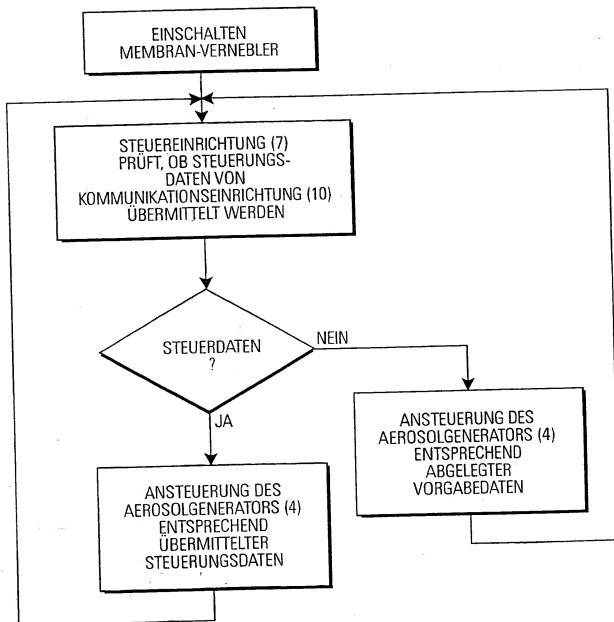 EINSCHALTEN
MEMBRAN-VERNEBLER
STEUEREINRICHTUNG (7)
PRÜFT, OB STEUERUNGS-
DATEN VON
KOMMUNIKATIONSEINRICHTUNG (10)
ÜBERMITTELT WERDEN
STEUERDATEN
?
NEIN
JA
ANSTEUERUNG DES
AEROSOLGENERATORS (4)
ENTSPRECHEND
ABGELEGTER
VORGABEDATEN
ANSTEUERUNG DES
AEROSOLGENERATORS (4)
ENTSPRECHEND
ÜBERMITTELTER
STEUERUNGSDATEN